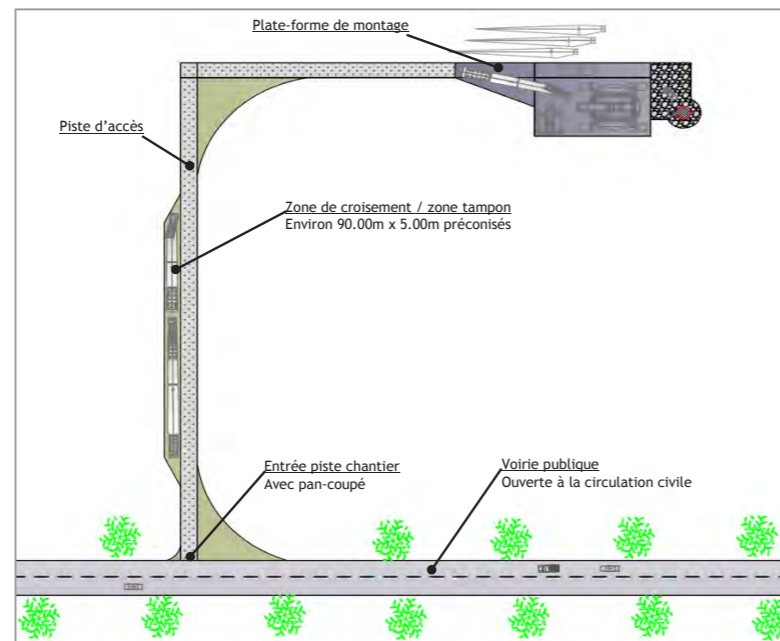 Plate-forme de montage
Piste d'accès
Zone de croisement / zone tampon
Environ 90.00m x 5.00m préconisés
Entrée piste chantier
Avec pan-coupé
Voirie publique
Ouverte à la circulation civile